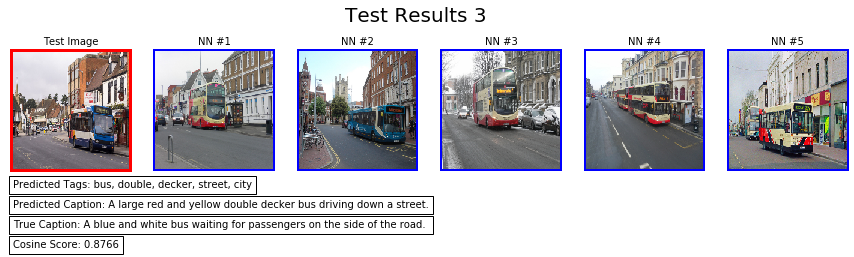 Test Results 3
Test Image
NN #1
NN #2
NN #3
NN #4
NN #5
Predicted Tags: bus, double, decker, street, city
Predicted Caption: A large red and yellow double decker bus driving down a street.
True Caption: A blue and white bus waiting for passengers on the side of the road.
Cosine Score: 0.8766